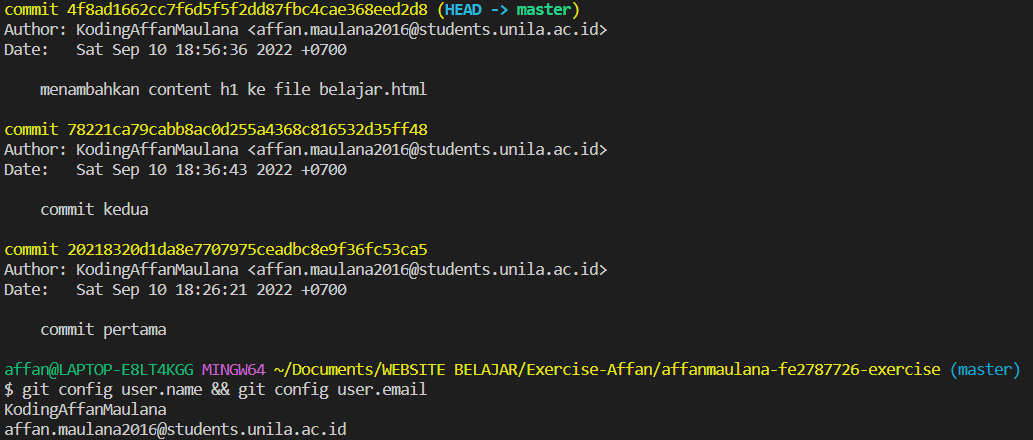 commit 4f8ad1662cc7f6d5f5f2dd87fbc4cae368eed2d8 (HEAD -> master)
Author: KodingAffanMaulana <affan.maulana2016@students.unila.ac.id>
Date:   Sat Sep 10 18:56:36 2022 +0700
menambahkan content h1 ke file belajar.html
commit 78221ca79cabb8ac0d255a4368c816532d35ff48
Author: KodingAffanMaulana <affan.maulana2016@students.unila.ac.id>
Date:   Sat Sep 10 18:36:43 2022 +0700
commit kedua
commit 20218320d1da8e7707975ceadbc8e9f36fc53ca5
Author: KodingAffanMaulana <affan.maulana2016@students.unila.ac.id>
Date:   Sat Sep 10 18:26:21 2022 +0700
commit pertama
affan@LAPTOP-E8LT4KGG MINGW64 ~/Documents/WEBSITE BELAJAR/Exercise-Affan/affanmaulana-fe2787726-exercise (master)
$ git config user.name && git config user.email
KodingAffanMaulana
affan.maulana2016@students.unila.ac.id